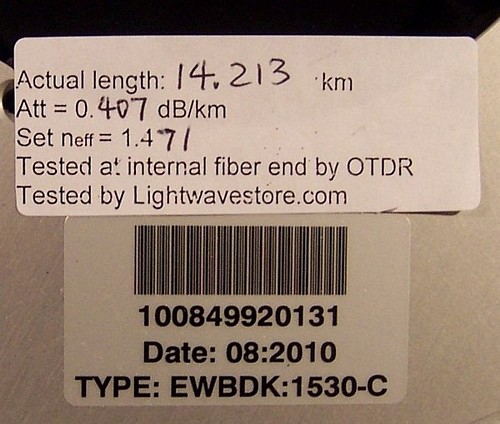 Actual length: 14.213 km
Att = 0.407 dB/km
Set neff = 1.471
Tested at internal fiber end by OTDR
Tested by Lightwavestore.com
100849920131
Date: 08:2010
TYPE: EWBDK:1530-C